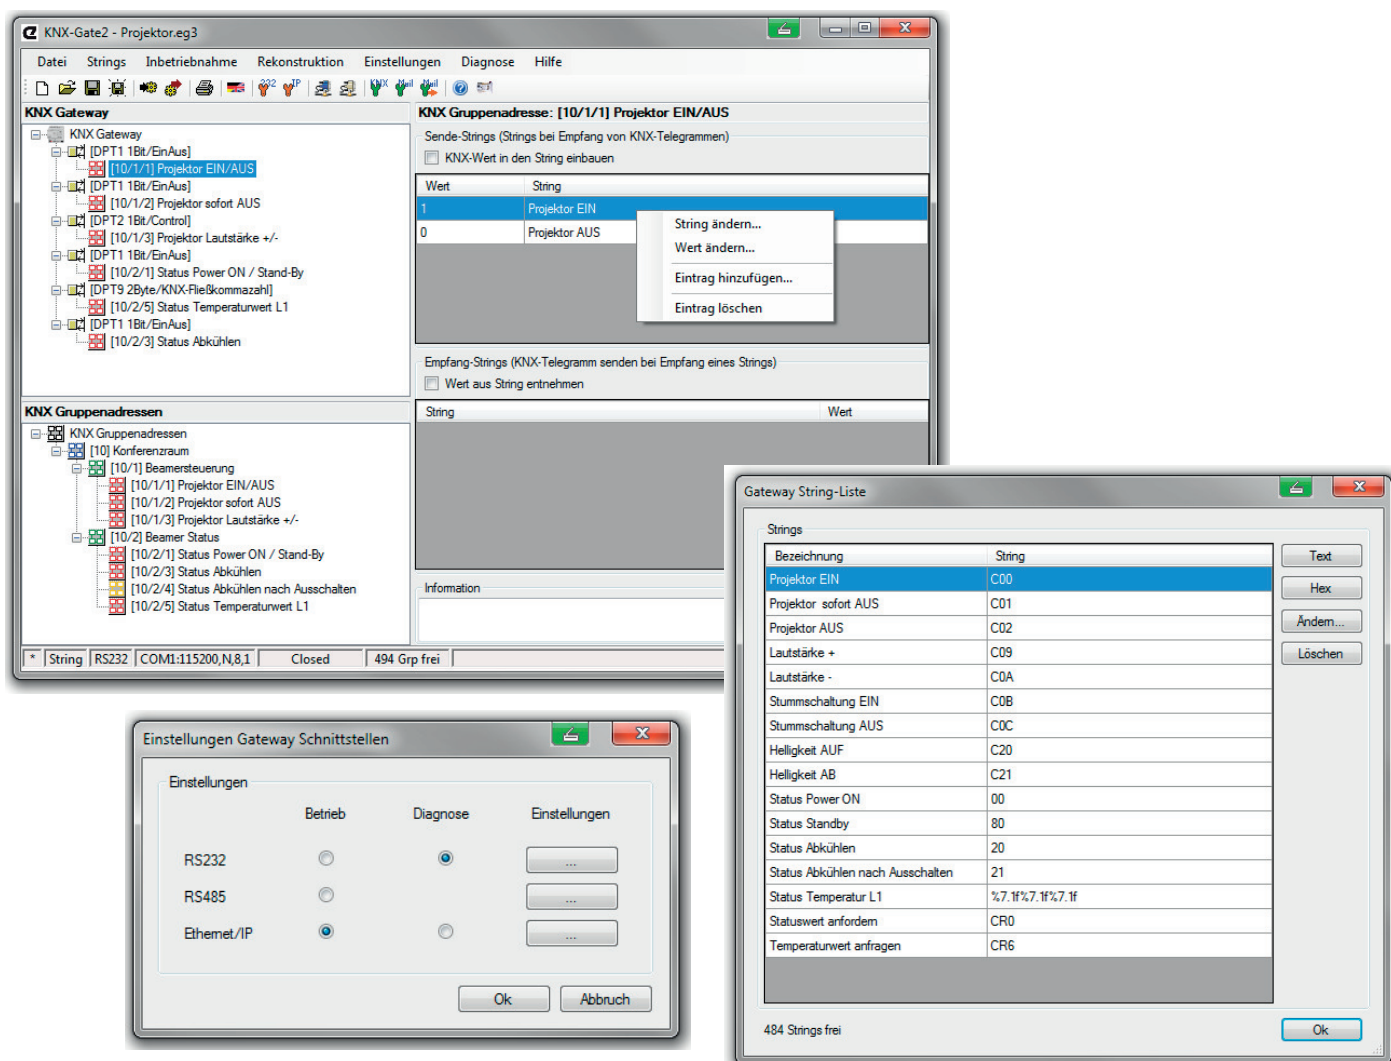 KNX-Gate2 - Projektor.eg3
Datei Strings Inbetriebnahme Rekonstruktion Einstellungen Diagnose Hilfe
KNX Gateway
KNX Gateway
[DPT1 1Bit/EinAus]
[10/1/1] Projektor EIN/AUS
[DPT1 1Bit/EinAus]
[10/1/2] Projektor sofort AUS
[DPT2 1Bit/Control]
[10/1/3] Projektor Lautstärke +/-
[DPT1 1Bit/EinAus]
[10/2/1] Status Power ON / Stand-By
[DPT9 2Byte/KNX-Fließkommazahl]
[10/2/5] Status Temperaturwert L1
[DPT1 1Bit/EinAus]
[10/2/3] Status Abkühlen
KNX Gruppenadressen
KNX Gruppenadressen
[10] Konferenzraum
[10/1] Beamersteuerung
[10/1/1] Projektor EIN/AUS
[10/1/2] Projektor sofort AUS
[10/1/3] Projektor Lautstärke +/-
[10/2] Beamer Status
[10/2/1] Status Power ON / Stand-By
[10/2/3] Status Abkühlen
[10/2/4] Status Abkühlen nach Ausschalten
[10/2/5] Status Temperaturwert L1
KNX Gruppenadresse: [10/1/1] Projektor EIN/AUS
Sende-Strings (Strings bei Empfang von KNX-Telegrammen)
KNX-Wert in den String einbauen
Wert String
1 Projektor EIN
0 Projektor AUS
String ändern...
Wert ändern...
Eintrag hinzufügen...
Eintrag löschen
Empfang-Strings (KNX-Telegramm senden bei Empfang eines Strings)
Wert aus String entnehmen
String Wert
Information
* String RS232 COM1:115200,N,8,1 Closed 494 Grp frei
Gateway String-Liste
Strings
Bezeichnung String
Projektor EIN C00
Projektor sofort AUS C01
Projektor AUS C02
Lautstärke + C09
Lautstärke - C0A
Stummschaltung EIN C0B
Stummschaltung AUS C0C
Helligkeit AUF C20
Helligkeit AB C21
Status Power ON 00
Status Standby 80
Status Abkühlen 20
Status Abkühlen nach Ausschalten 21
Status Temperatur L1 %7.1f%7.1f%7.1f
Statuswert anfordern CR0
Temperaturwert anfragen CR6
Text
Hex
Ändern...
Löschen
484 Strings frei
Ok
Einstellungen Gateway Schnittstellen
Einstellungen
Betrieb Diagnose Einstellungen
RS232 ...
RS485 ...
Ethernet/IP ...
Ok Abbruch